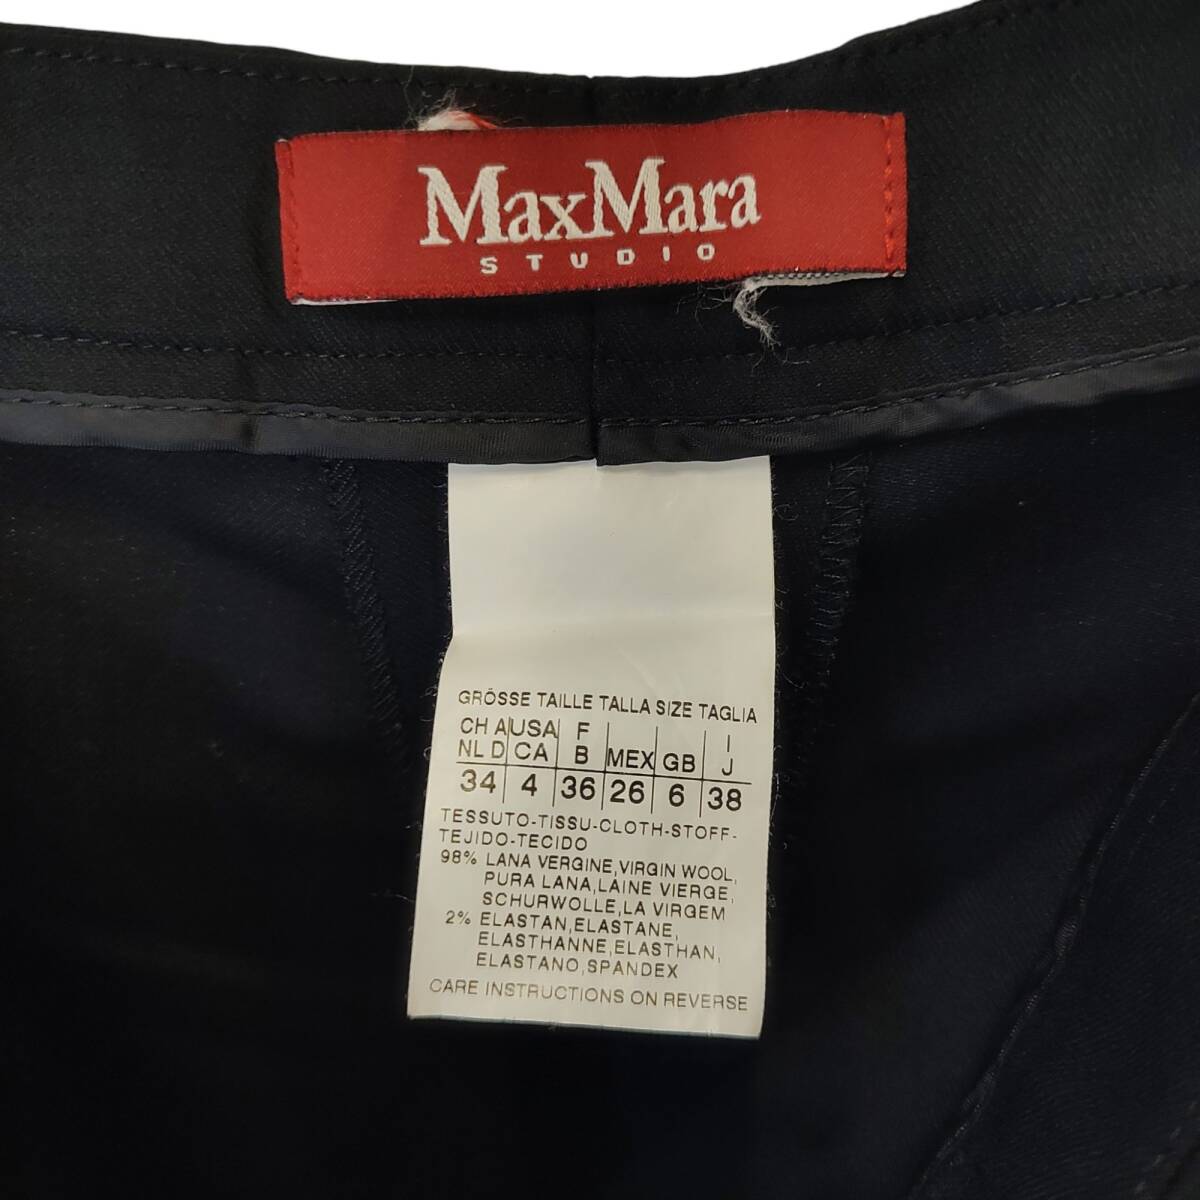 MaxMara
STUDIO
GRÖSSE TAILLE TALLA SIZE TAGLIA
CH A USA F MEX GB I
NL D CA B J
34 4 36 26 6 38
TESSUTO-TISSU-CLOTH-STOFF-
TEJIDO-TECIDO
98% LANA VERGINE,VIRGIN WOOL,
PURA LANA,LAINE VIERGE,
SCHURWOLLE,LA VIRGEM
2% ELASTAN,ELASTANE,
ELASTHANNE,ELASTHAN,
ELASTANO,SPANDEX
CARE INSTRUCTIONS ON REVERSE